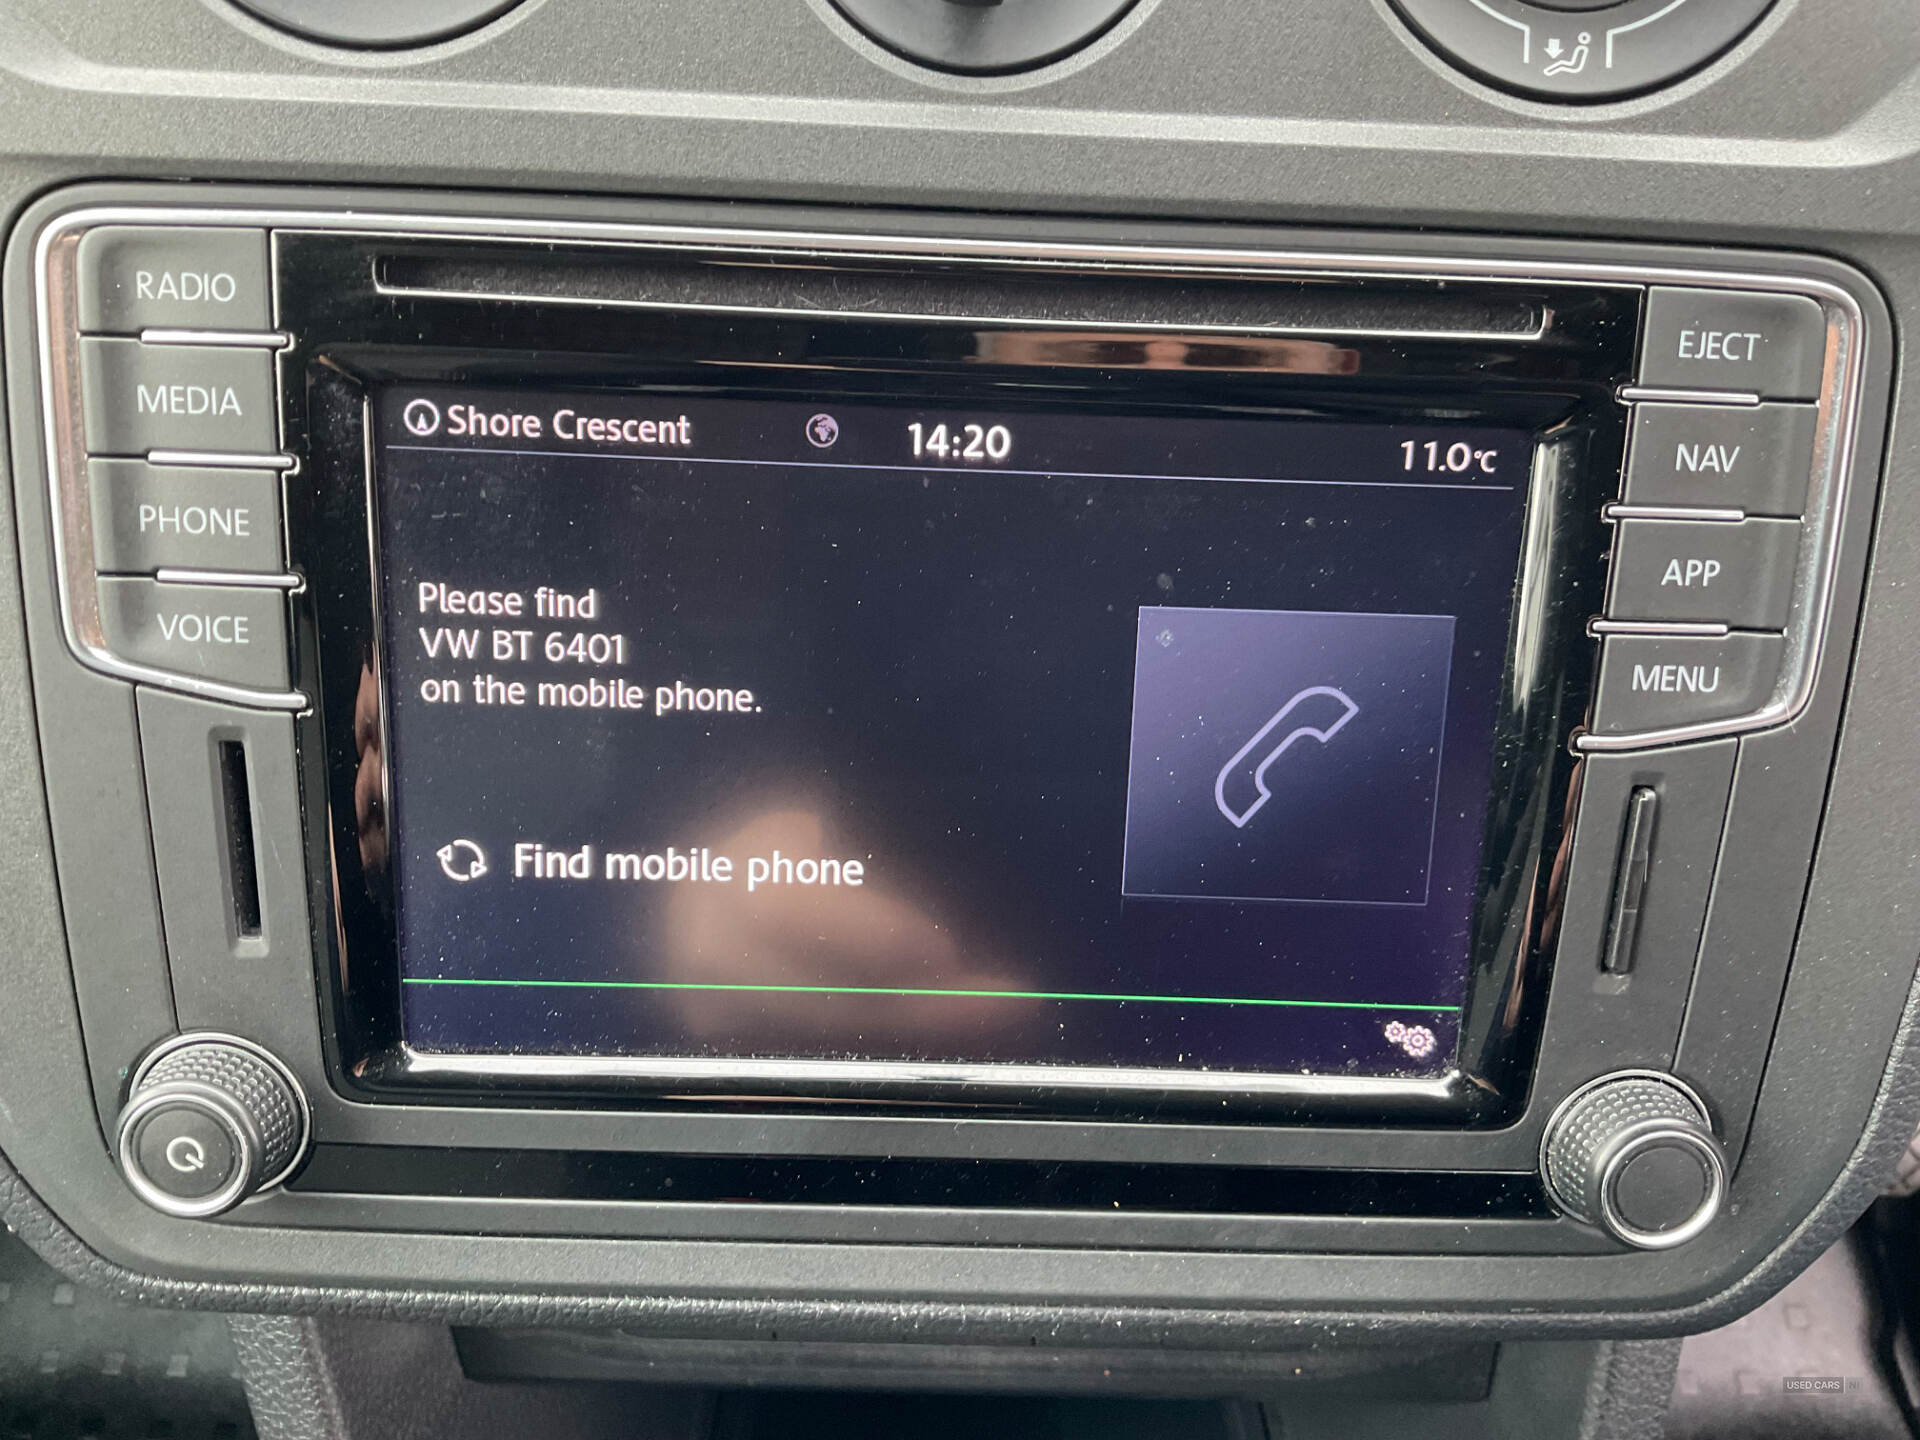 RADIO
MEDIA
PHONE
VOICE
EJECT
NAV
APP
MENU
Shore Crescent
14:20
11.0°C
Please find
VW BT 6401
on the mobile phone.
Find mobile phone
USED CARS NI